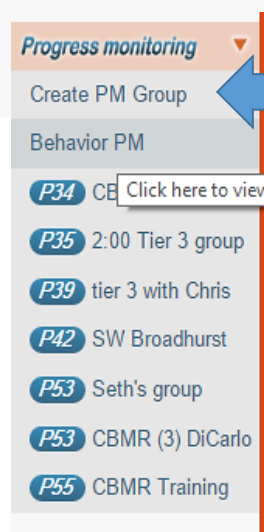 Progress monitoring
Create PM Group
Behavior PM
P34 CB
Click here to view
P35 2:00 Tier 3 group
P39 tier 3 with Chris
P42 SW Broadhurst
P53 Seth's group
P53 CBMR (3) DiCarlo
P55 CBMR Training